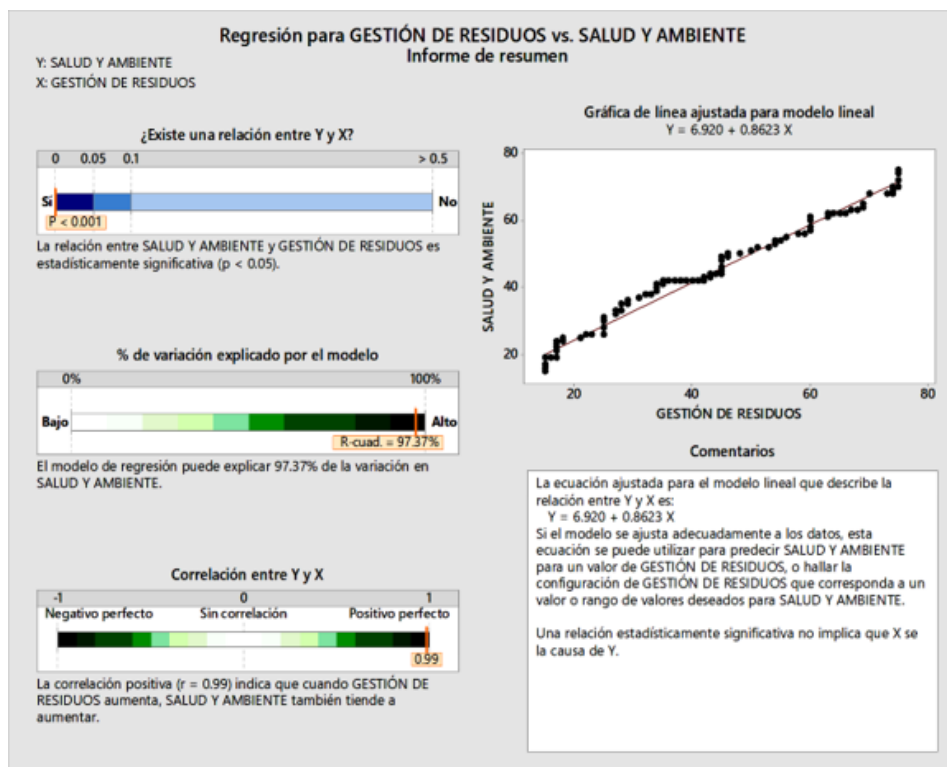 Regresión para GESTIÓN DE RESIDUOS vs. SALUD Y AMBIENTE
Informe de resumen
Y: SALUD Y AMBIENTE
X: GESTIÓN DE RESIDUOS
¿Existe una relación entre Y y X?
0 0.05 0.1 > 0.5
Sí No
P < 0.001
La relación entre SALUD Y AMBIENTE y GESTIÓN DE RESIDUOS es
estadísticamente significativa (p < 0.05).
% de variación explicado por el modelo
0% 100%
Bajo Alto
R-cuad. = 97.37%
El modelo de regresión puede explicar 97.37% de la variación en
SALUD Y AMBIENTE.
Correlación entre Y y X
-1 0 1
Negativo perfecto Sin correlación Positivo perfecto
0.99
La correlación positiva (r = 0.99) indica que cuando GESTIÓN DE
RESIDUOS aumenta, SALUD Y AMBIENTE también tiende a
aumentar.
Gráfica de línea ajustada para modelo lineal
Y = 6.920 + 0.8623 X
80
60
40
20
SALUD Y AMBIENTE
20 40 60 80
GESTIÓN DE RESIDUOS
Comentarios
La ecuación ajustada para el modelo lineal que describe la
relación entre Y y X es:
Y = 6.920 + 0.8623 X
Si el modelo se ajusta adecuadamente a los datos, esta
ecuación se puede utilizar para predecir SALUD Y AMBIENTE
para un valor de GESTIÓN DE RESIDUOS, o hallar la
configuración de GESTIÓN DE RESIDUOS que corresponda a un
valor o rango de valores deseados para SALUD Y AMBIENTE.
Una relación estadísticamente significativa no implica que X se
la causa de Y.